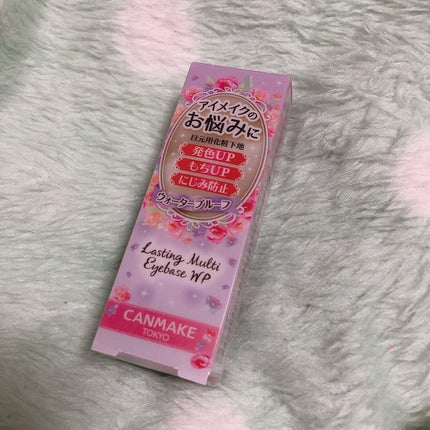 アイメイクの
お悩みに
目元用化粧下地
発色UP
もちUP
にじみ防止
ウォータープルーフ
Lasting Multi
Eyebase WP
CANMAKE
TOKYO